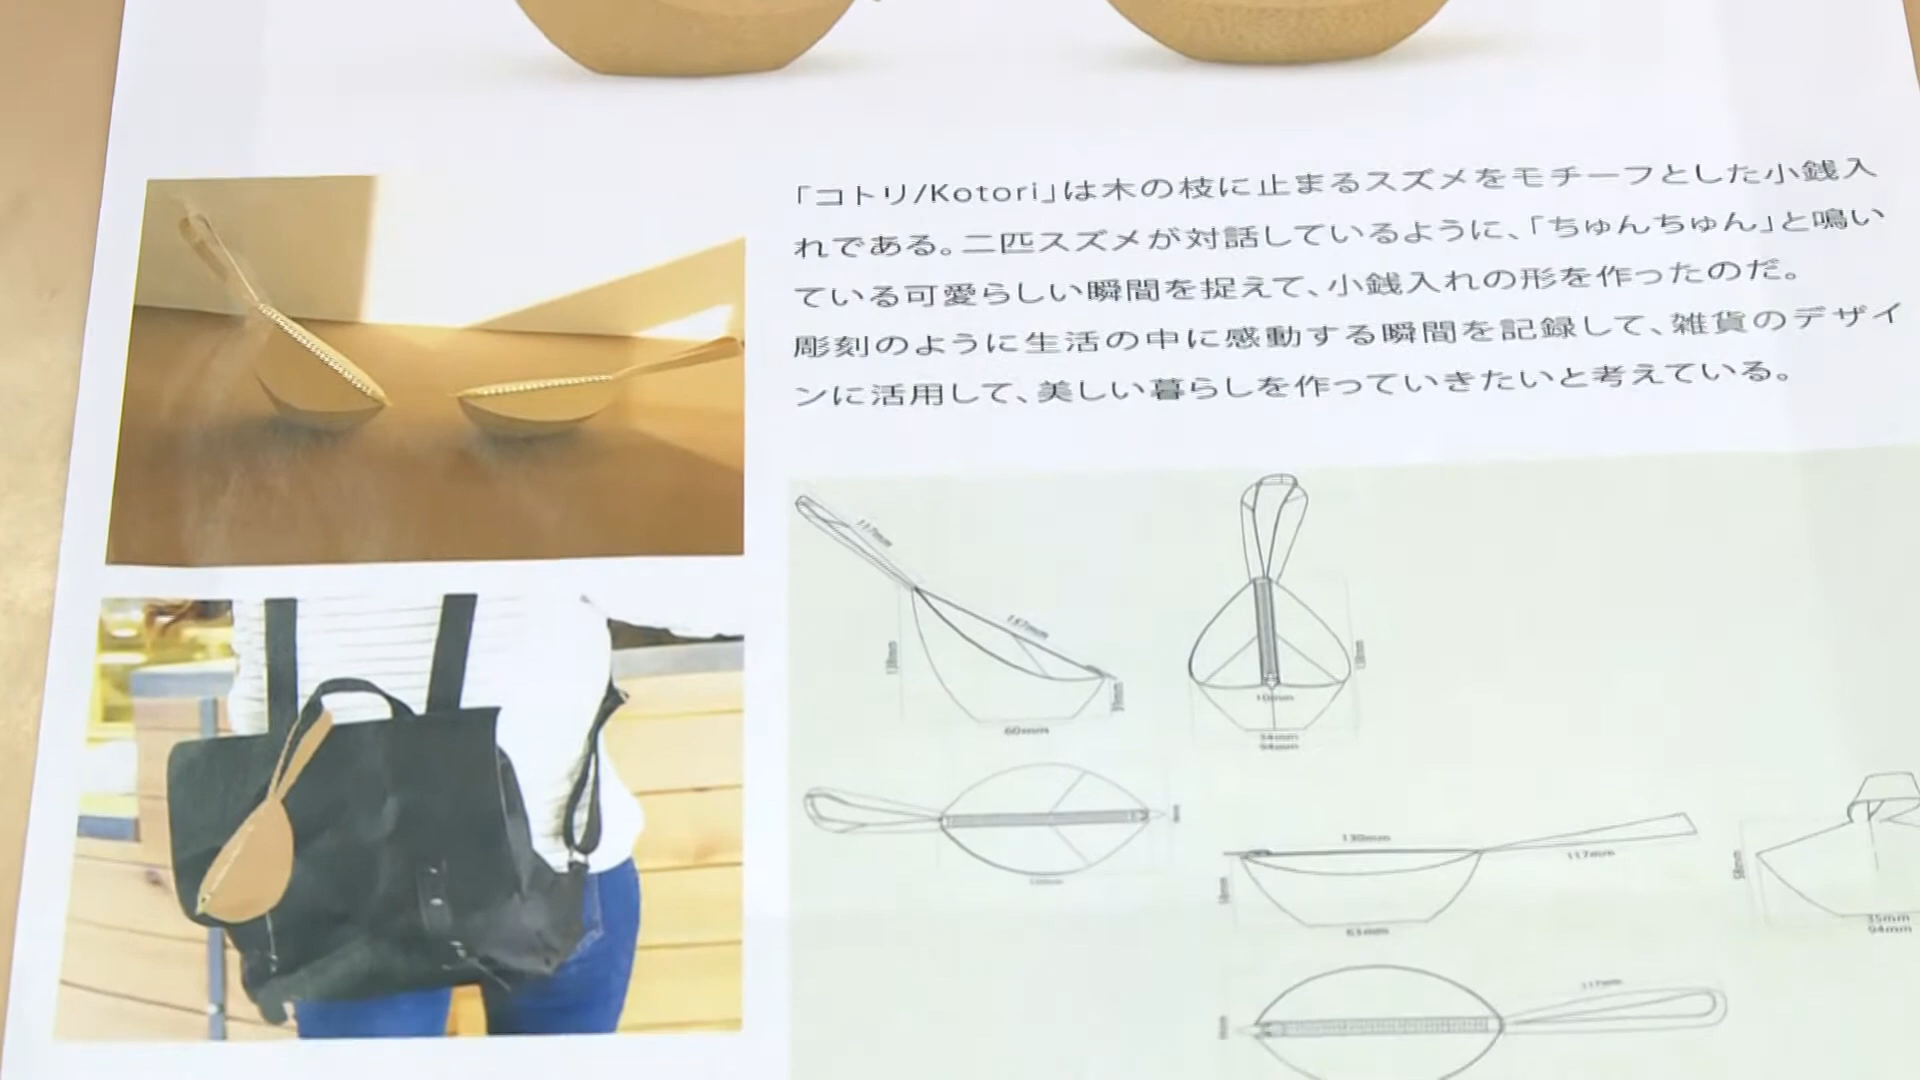 「コトリ/Kotori」は木の枝に止まるスズメをモチーフとした小銭入
れである。二匹スズメが対話しているように、「ちゅんちゅん」と鳴い
ている可愛らしい瞬間を捉えて、小銭入れの形を作ったのだ。
彫刻のように生活の中に感動する瞬間を記録して、雑貨のデザイ
ンに活用して、美しい暮らしを作っていきたいと考えている。
117mm
137mm
60mm
94mm
130mm
117mm
63mm
58mm
35mm
94mm
117mm